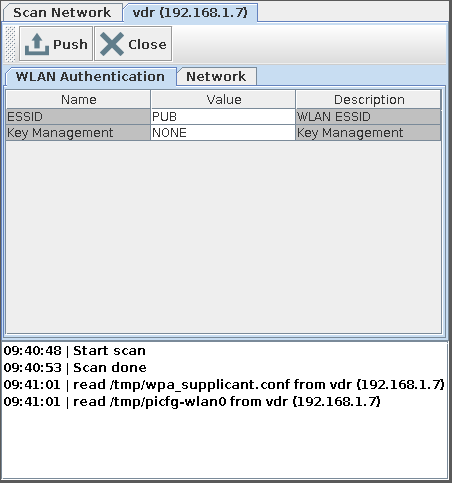 Scan Network vdr (192.168.1.7)
Push Close
WLAN Authentication Network
Name Value Description
ESSID PUB WLAN ESSID
Key Management NONE Key Management
09:40:48 | Start scan
09:40:53 | Scan done
09:41:01 | read /tmp/wpa_supplicant.conf from vdr (192.168.1.7)
09:41:01 | read /tmp/picfg-wlan0 from vdr (192.168.1.7)